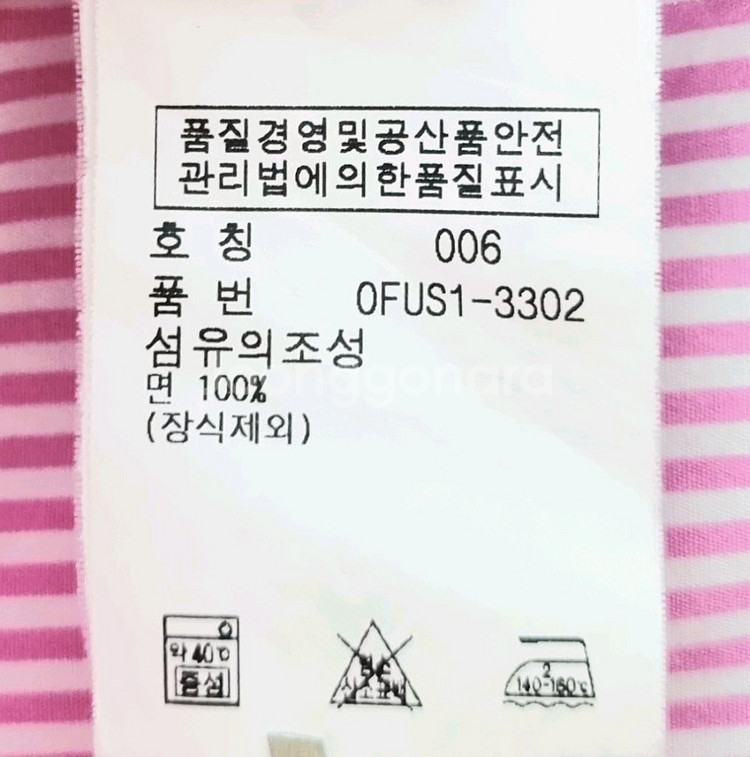 품질경영및공산품안전
관리법에의한품질표시
호 칭 006
품 번 OFUS1-3302
섬유의조성
면 100%
(장식제외)
약 40℃
중성
2
140-160℃